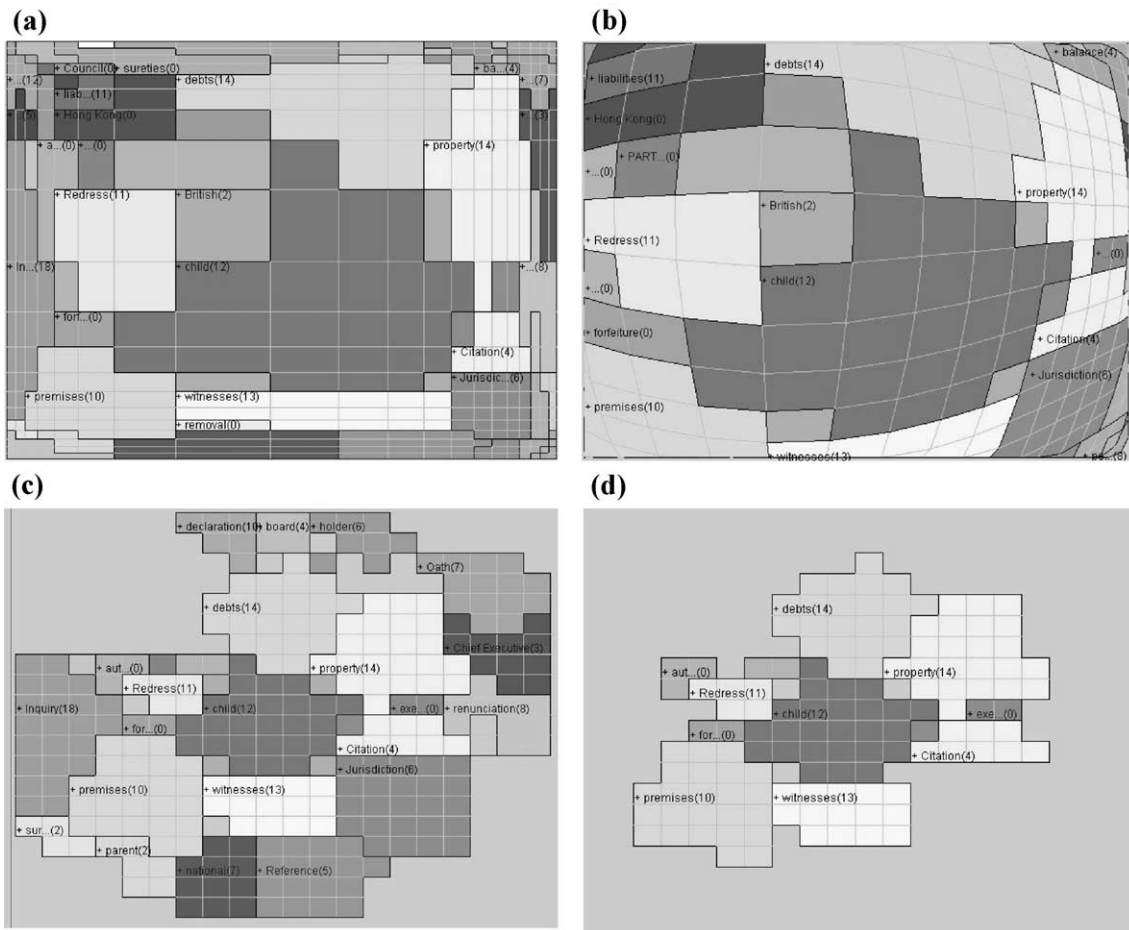 (a)
+ Council(0)
+ sureties(0)
+ ba...(4)
+ ...(12)
+ debts(14)
+ ...(7)
+ liab...(11)
+ ...(5)
+ Hong Kong(0)
+ ...(3)
+ a...(0)
+ ...(0)
+ property(14)
+ Redress(11)
+ British(2)
+ In...(18)
+ child(12)
+ ...(8)
+ forf...(0)
+ Citation(4)
+ Jurisdic...(6)
+ premises(10)
+ witnesses(13)
+ removal(0)
(b)
+ balance(4)
+ debts(14)
+ liabilities(11)
+ Hong Kong(0)
+ PART...(0)
+ ...(0)
+ property(14)
+ British(2)
+ Redress(11)
+ ...(0)
+ child(12)
+ ...(0)
+ forfeiture(0)
+ Citation(4)
+ Jurisdiction(6)
+ premises(10)
+ witnesses(13)
+ pe...(8)
(c)
+ declaration(10)
+ board(4)
+ holder(6)
+ Oath(7)
+ debts(14)
+ Chief Executive(3)
+ aut...(0)
+ property(14)
+ Redress(11)
+ Inquiry(18)
+ child(12)
+ exe...(0)
+ renunciation(8)
+ for...(0)
+ Citation(4)
+ Jurisdiction(6)
+ premises(10)
+ witnesses(13)
+ sur...(2)
+ parent(2)
+ national(7)
+ Reference(5)
(d)
+ debts(14)
+ aut...(0)
+ property(14)
+ Redress(11)
+ child(12)
+ exe...(0)
+ for...(0)
+ Citation(4)
+ premises(10)
+ witnesses(13)